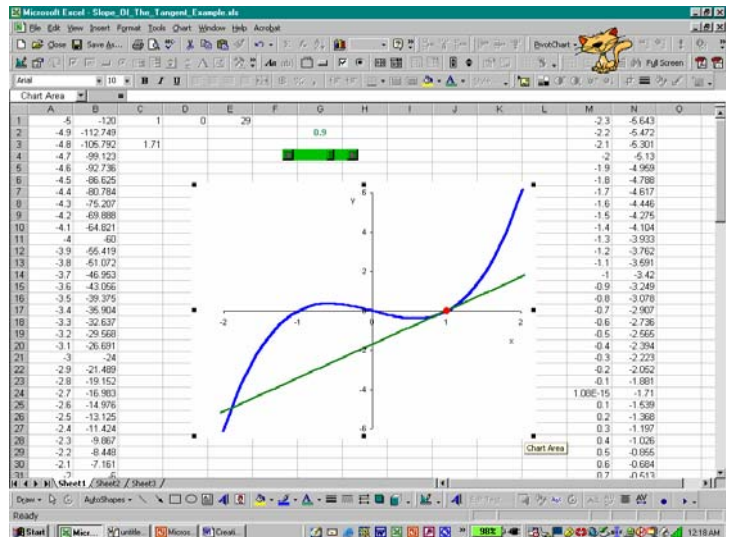 Microsoft Excel - Slope_Of_The_Tangent_Example.xls
File Edit View Insert Format Tools Chart Window Help Acrobat
Close Save As... PivotChart
Full Screen
Arial 10 B I U
Chart Area
A B C D E F G H I J K L M N O
1 -5 -120 1 0 29 -2.3 -5.643
2 -4.9 -112.749 0.9 -2.2 -5.472
3 -4.8 -105.792 1.71 -2.1 -5.301
4 -4.7 -99.123 -2 -5.13
5 -4.6 -92.736 -1.9 -4.959
6 -4.5 -86.625 -1.8 -4.788
7 -4.4 -80.784 -1.7 -4.617
8 -4.3 -75.207 -1.6 -4.446
9 -4.2 -69.888 -1.5 -4.275
10 -4.1 -64.821 -1.4 -4.104
11 -4 -60 -1.3 -3.933
12 -3.9 -55.419 -1.2 -3.762
13 -3.8 -51.072 -1.1 -3.591
14 -3.7 -46.953 -1 -3.42
15 -3.6 -43.056 -0.9 -3.249
16 -3.5 -39.375 -0.8 -3.078
17 -3.4 -35.904 -0.7 -2.907
18 -3.3 -32.637 -0.6 -2.736
19 -3.2 -29.568 -0.5 -2.565
20 -3.1 -26.691 -0.4 -2.394
21 -3 -24 -0.3 -2.223
22 -2.9 -21.489 -0.2 -2.052
23 -2.8 -19.152 -0.1 -1.881
24 -2.7 -16.983 1.08E-15 -1.71
25 -2.6 -14.976 0.1 -1.539
26 -2.5 -13.125 0.2 -1.368
27 -2.4 -11.424 0.3 -1.197
28 -2.3 -9.867 0.4 -1.026
29 -2.2 -8.448 0.5 -0.855
30 -2.1 -7.161 0.6 -0.684
31 -2 -6 0.7 -0.513
y
6
4
2
-2 -1 0 1 2
x
-2
-4
-6
Chart Area
Sheet1 Sheet2 Sheet3
Draw AutoShapes
Ready
Start Micr... untitle... Micros... Creati... 98% 12:18 AM